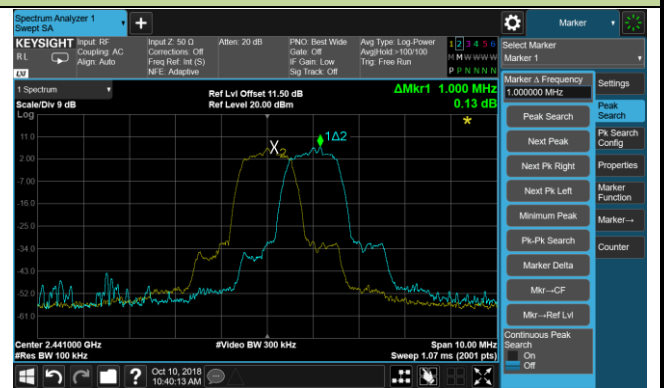 Spectrum Analyzer 1
Swept SA
Marker
KEYSIGHT
RL
LXI
Input: RF
Coupling: AC
Align: Auto
Input Z: 50 Ω
Corrections: Off
Freq Ref: Int (S)
NFE: Adaptive
Atten: 20 dB
PNO: Best Wide
Gate: Off
IF Gain: Low
Sig Track: Off
Avg Type: Log-Power
Avg|Hold:>100/100
Trig: Free Run
1 2 3 4 5 6
M M W W W W
P P N N N N
Select Marker
Marker 1
1 Spectrum
Scale/Div 9 dB
Log
Ref Lvl Offset 11.50 dB
Ref Level 20.00 dBm
ΔMkr1 1.000 MHz
0.13 dB
*
11.0
2.00
-7.00
-16.0
-25.0
-34.0
-43.0
-52.0
-61.0
X2
1Δ2
Center 2.441000 GHz
#Res BW 100 kHz
#Video BW 300 kHz
Span 10.00 MHz
Sweep 1.07 ms (2001 pts)
Marker Δ Frequency
1.000000 MHz
Peak Search
Next Peak
Next Pk Right
Next Pk Left
Minimum Peak
Pk-Pk Search
Marker Delta
Mkr→CF
Mkr→Ref Lvl
Continuous Peak
Search
On
Off
Settings
Peak
Search
Pk Search
Config
Properties
Marker
Function
Marker→
Counter
?
Oct 10, 2018
10:40:13 AM